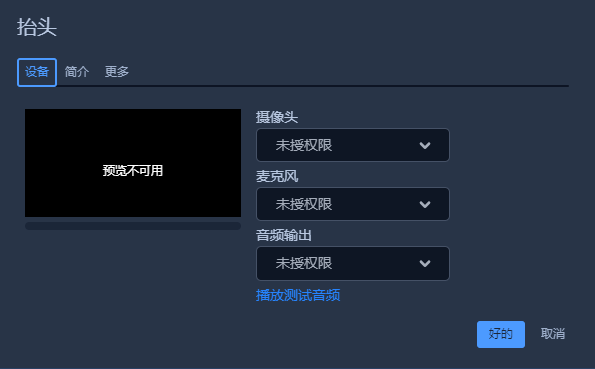 抬头
设备 简介 更多
预览不可用
摄像头
未授权限
麦克风
未授权限
音频输出
未授权限
播放测试音频
好的 取消